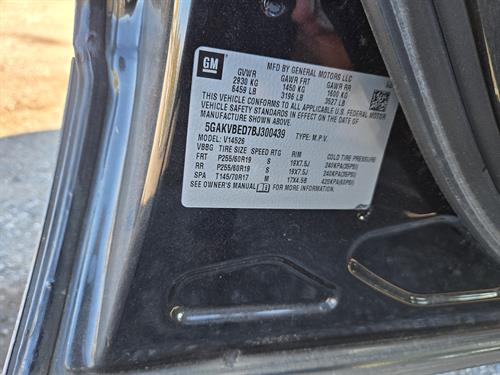 GM
MFD BY GENERAL MOTORS LLC
GVWR GAWR FRT GAWR RR
2930 KG 1450 KG 1600 KG
6459 LB 3196 LB 3527 LB
THIS VEHICLE CONFORMS TO ALL APPLICABLE U.S. FEDERAL MOTOR
VEHICLE SAFETY STANDARDS IN EFFECT ON THE DATE OF
MANUFACTURE SHOWN ABOVE.
5GAKVBED7BJ300439 TYPE: M.P.V.
MODEL: V14526
VBBG TIRE SIZE SPEED RTG RIM COLD TIRE PRESSURE
FRT P255/60R19 S 19X7.5J 240KPA(35PSI)
RR P255/60R19 S 19X7.5J 240KPA(35PSI)
SPA T145/70R17 M 17X4.5B 420KPA(60PSI)
SEE OWNER'S MANUAL FOR MORE INFORMATION.